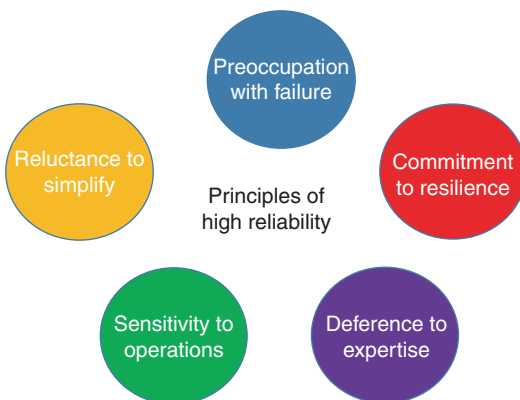 Preoccupation
with failure
Reluctance to
simplify
Commitment
to resilience
Principles of
high reliability
Sensitivity to
operations
Deference to
expertise